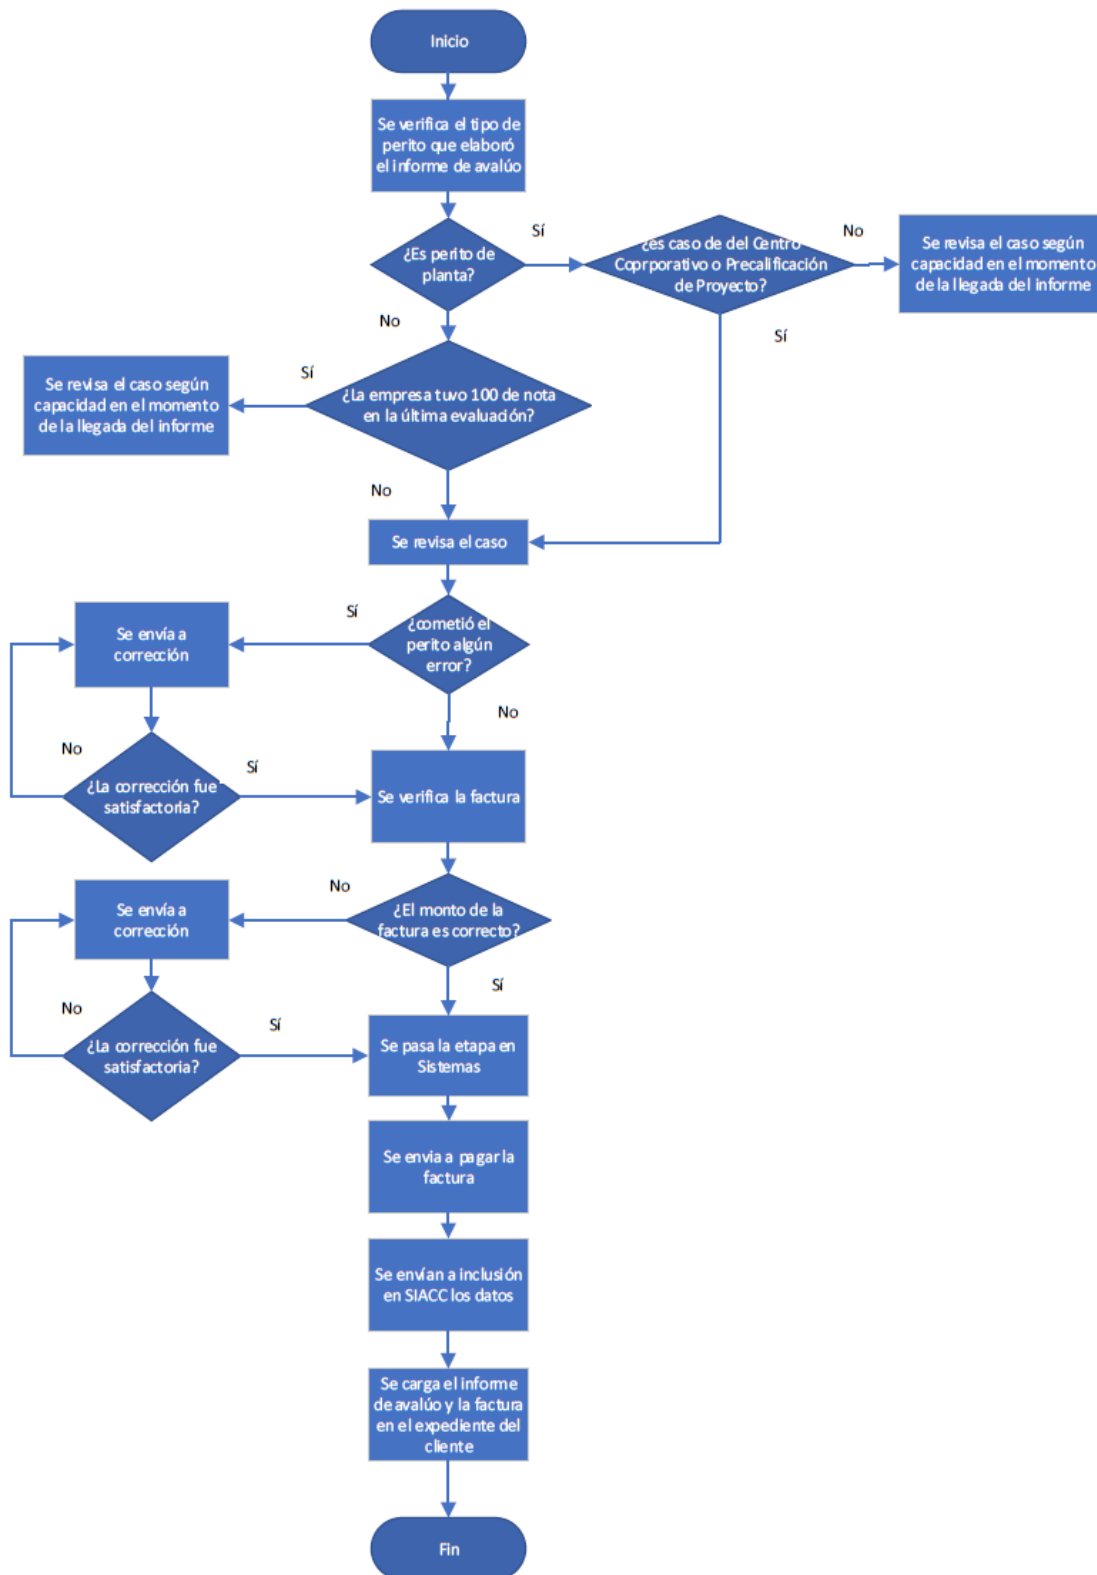 Inicio
Se verifica el tipo de
perito que elaboró
el informe de avalúo
¿Es perito de
planta?
Sí
¿es caso de del Centro
Coprporativo o Precalificación
de Proyecto?
No
Se revisa el caso según
capacidad en el momento
de la llegada del informe
No
Sí
Se revisa el caso según
capacidad en el momento
de la llegada del informe
Sí
¿La empresa tuvo 100 de nota
en la última evaluación?
No
Se revisa el caso
¿cometió el
perito algún
error?
Sí
Se envía a
corrección
No
No
¿La corrección fue
satisfactoria?
Sí
Se verifica la factura
¿El monto de la
factura es correcto?
No
Se envía a
corrección
Sí
No
¿La corrección fue
satisfactoria?
Sí
Se pasa la etapa en
Sistemas
Se envia a pagar la
factura
Se envían a inclusión
en SIACC los datos
Se carga el informe
de avalúo y la factura
en el expediente del
cliente
Fin